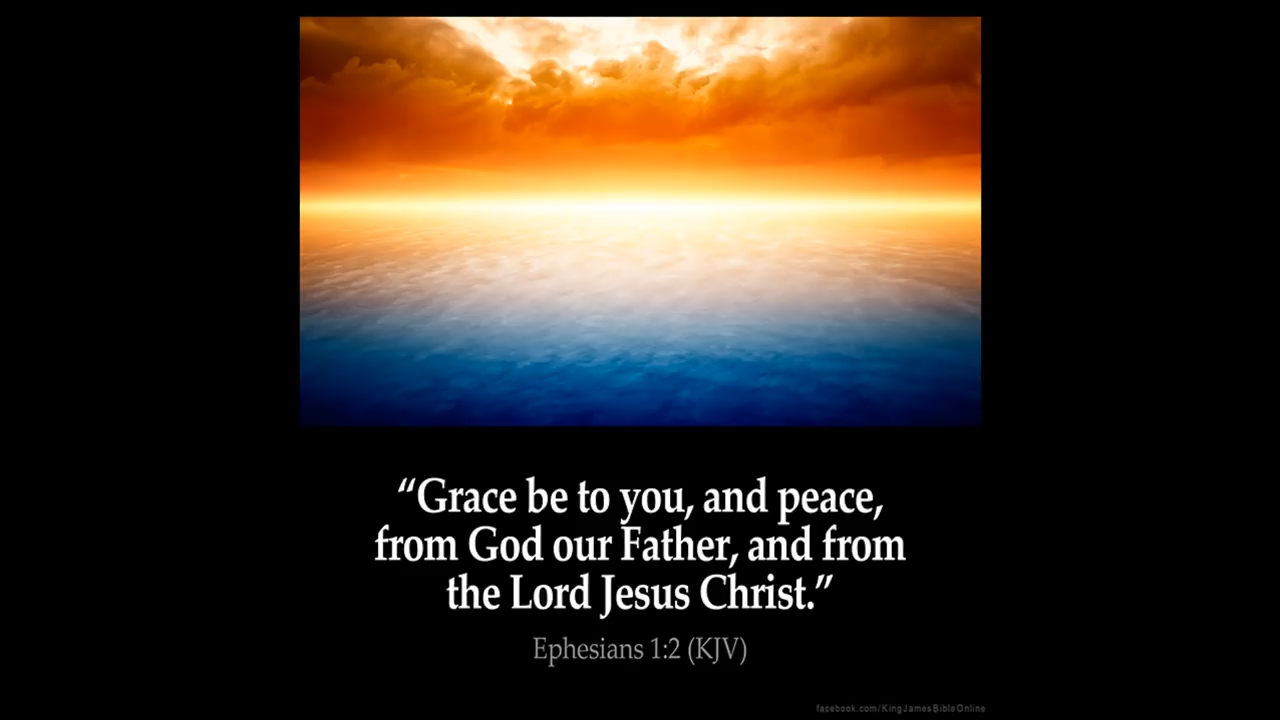 “Grace be to you, and peace,
from God our Father, and from
the Lord Jesus Christ.”
Ephesians 1:2 (KJV)
facebook.com/KingJamesBibleOnline